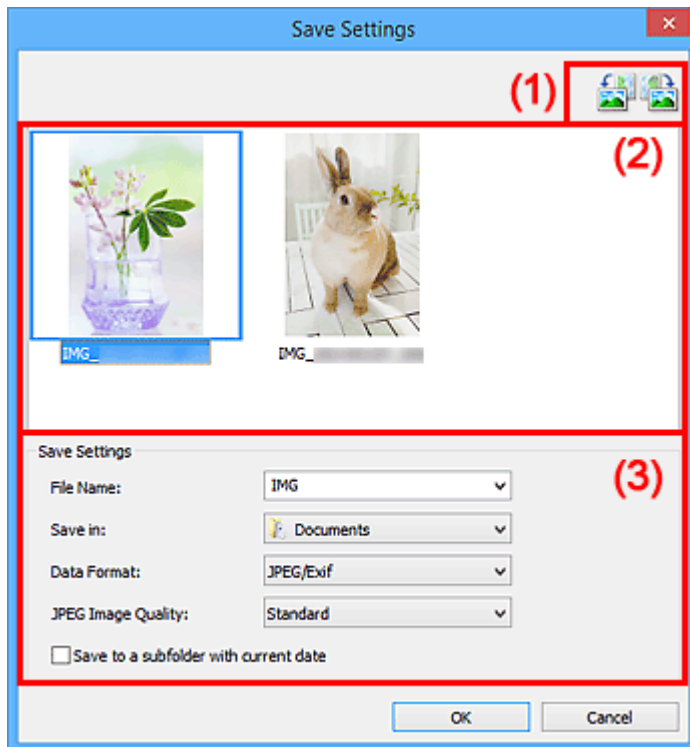 Save Settings
(1)
(2)
IMG_
IMG_
Save Settings
(3)
File Name: IMG
Save in: Documents
Data Format: JPEG/Exif
JPEG Image Quality: Standard
Save to a subfolder with current date
OK Cancel